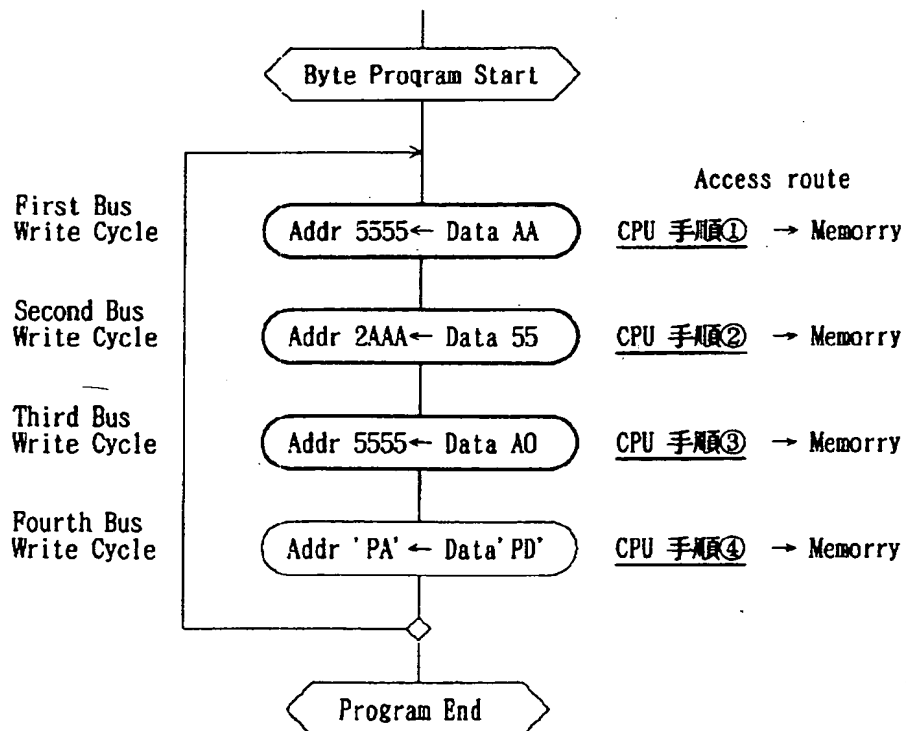 Byte Program Start
Access route
First Bus
Write Cycle
Addr 5555← Data AA
CPU 手順① → Memorry
Second Bus
Write Cycle
Addr 2AAA← Data 55
CPU 手順② → Memorry
Third Bus
Write Cycle
Addr 5555← Data A0
CPU 手順③ → Memorry
Fourth Bus
Write Cycle
Addr 'PA'← Data'PD'
CPU 手順④ → Memorry
Program End